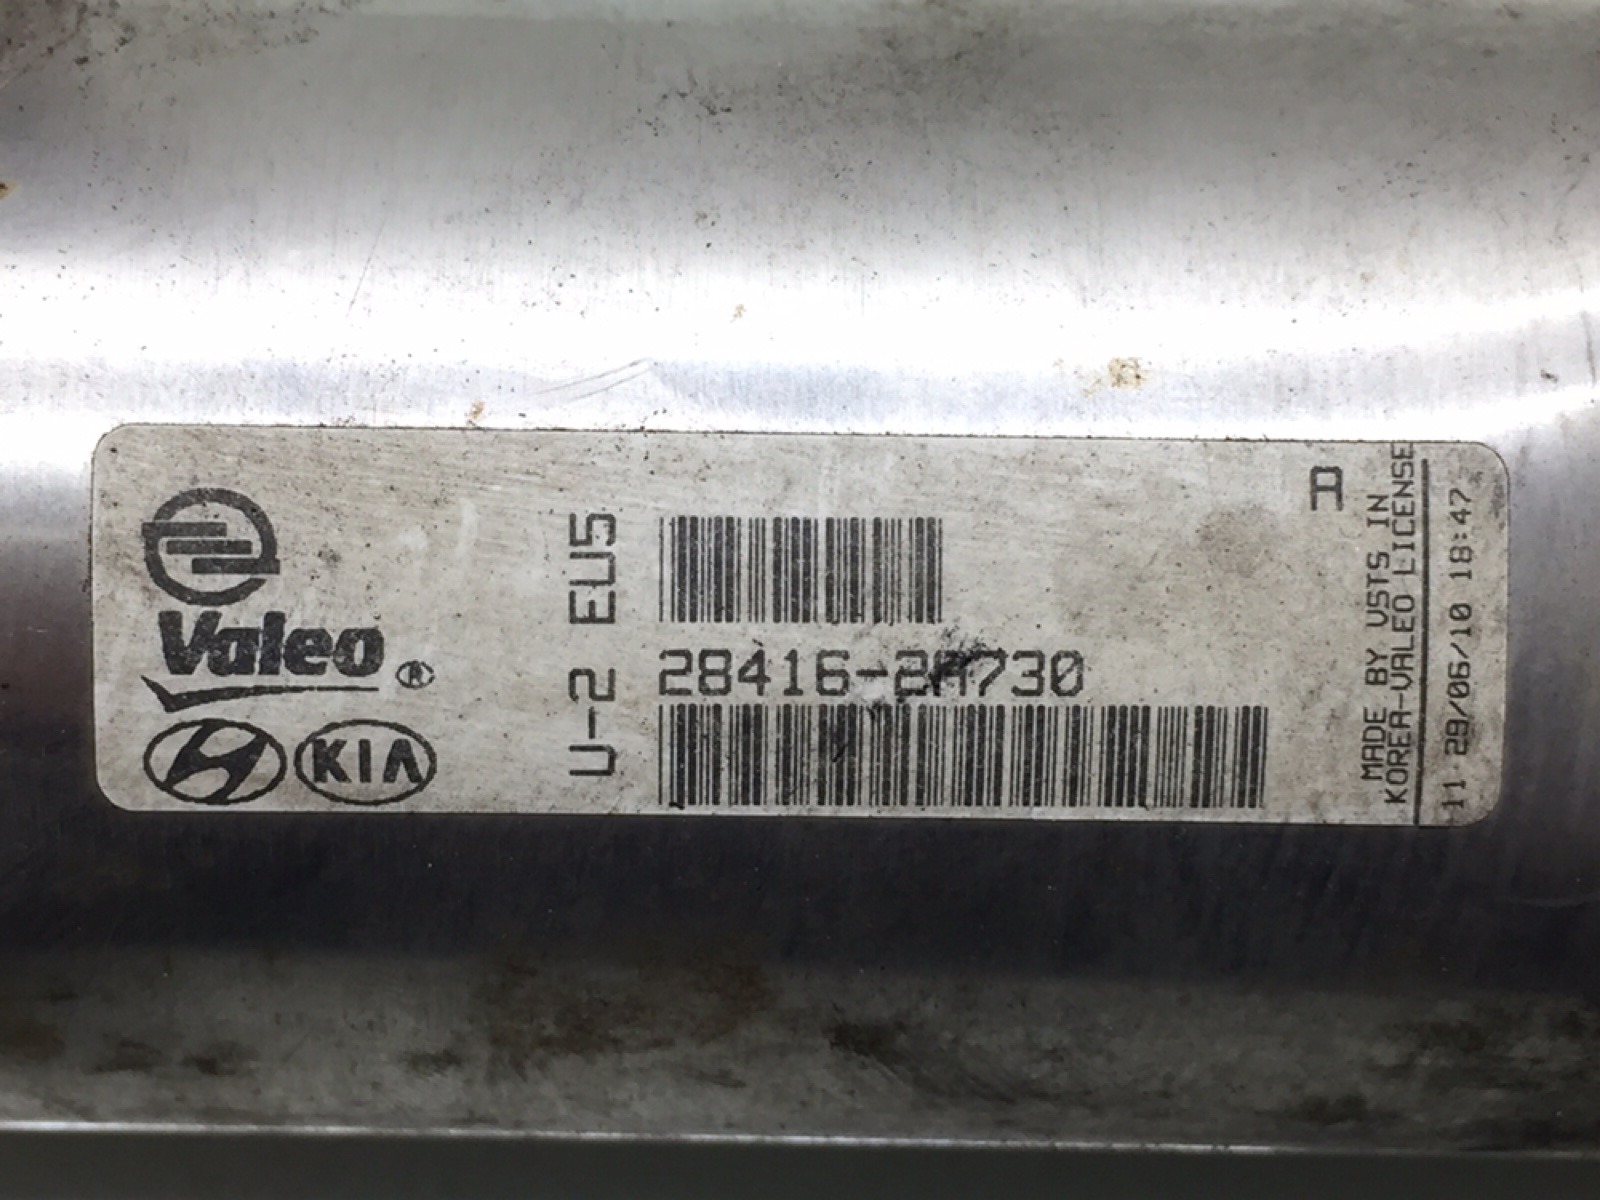 Valeo®
KIA
U-2 EU5
28416-2A730
A
MADE BY VSTS IN
KOREA-VALEO LICENSE
11 29/06/10 18:47